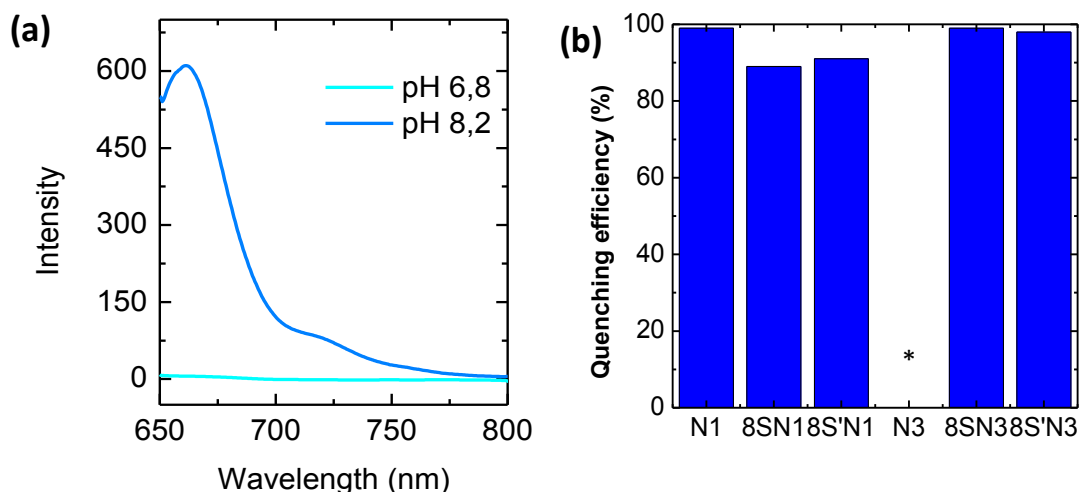 (a)
Intensity
600
450
300
150
0
pH 6,8
pH 8,2
650 700 750 800
Wavelength (nm)
(b)
Quenching efficiency (%)
100
80
60
40
20
0
*
N1 8SN1 8S'N1 N3 8SN3 8S'N3